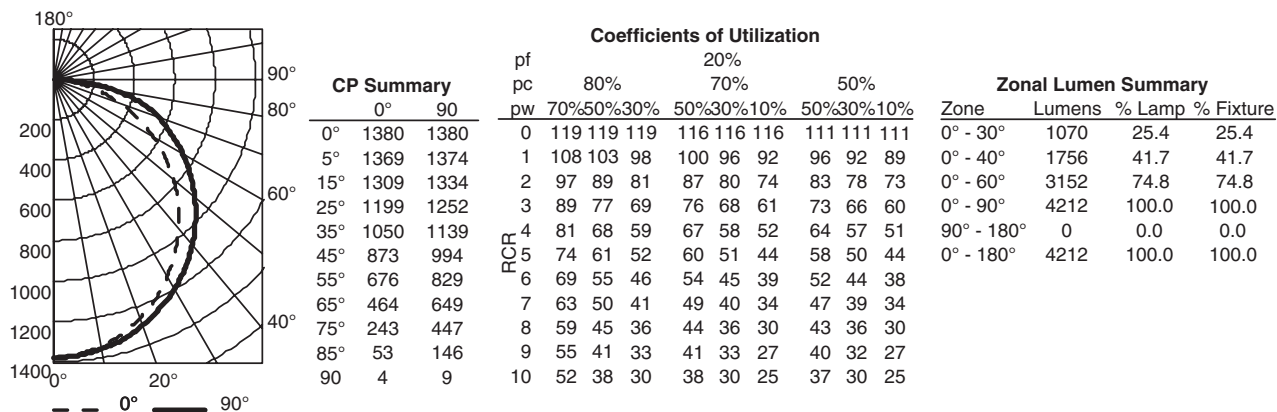 180°
90°
80°
60°
40°
200
400
600
800
1000
1200
1400
0°
20°
0°
90°
CP Summary
0° 90
0° 1380 1380
5° 1369 1374
15° 1309 1334
25° 1199 1252
35° 1050 1139
45° 873 994
55° 676 829
65° 464 649
75° 243 447
85° 53 146
90 4 9
Coefficients of Utilization
pf 20%
pc 80% 70% 50%
pw 70%50%30% 50%30%10% 50%30%10%
RCR
0 119 119 119 116 116 116 111 111 111
1 108 103 98 100 96 92 96 92 89
2 97 89 81 87 80 74 83 78 73
3 89 77 69 76 68 61 73 66 60
4 81 68 59 67 58 52 64 57 51
5 74 61 52 60 51 44 58 50 44
6 69 55 46 54 45 39 52 44 38
7 63 50 41 49 40 34 47 39 34
8 59 45 36 44 36 30 43 36 30
9 55 41 33 41 33 27 40 32 27
10 52 38 30 38 30 25 37 30 25
Zonal Lumen Summary
Zone Lumens % Lamp % Fixture
0° - 30° 1070 25.4 25.4
0° - 40° 1756 41.7 41.7
0° - 60° 3152 74.8 74.8
0° - 90° 4212 100.0 100.0
90° - 180° 0 0.0 0.0
0° - 180° 4212 100.0 100.0